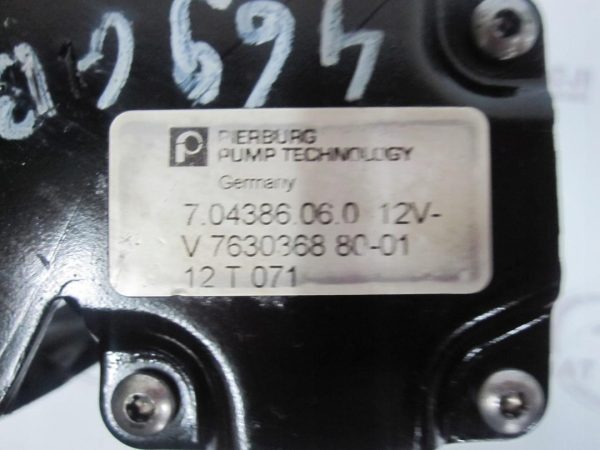 PIERBURG
PUMP TECHNOLOGY
Germany
7.04386.06.0 12V-
V 7630368 80-01
12 T 071